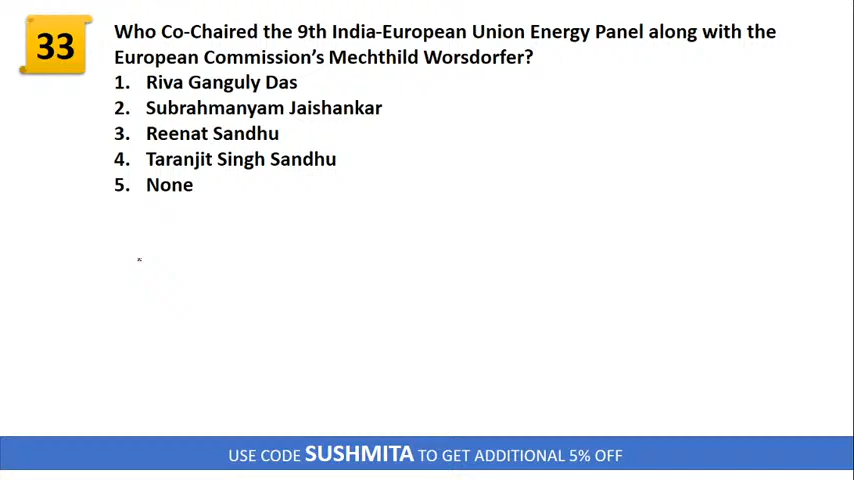 33
Who Co-Chaired the 9th India-European Union Energy Panel along with the
European Commission's Mechthild Worsdorfer?
1. Riva Ganguly Das
2. Subrahmanyam Jaishankar
3. Reenat Sandhu
4. Taranjit Singh Sandhu
5. None
USE CODE SUSHMITA TO GET ADDITIONAL 5% OFF